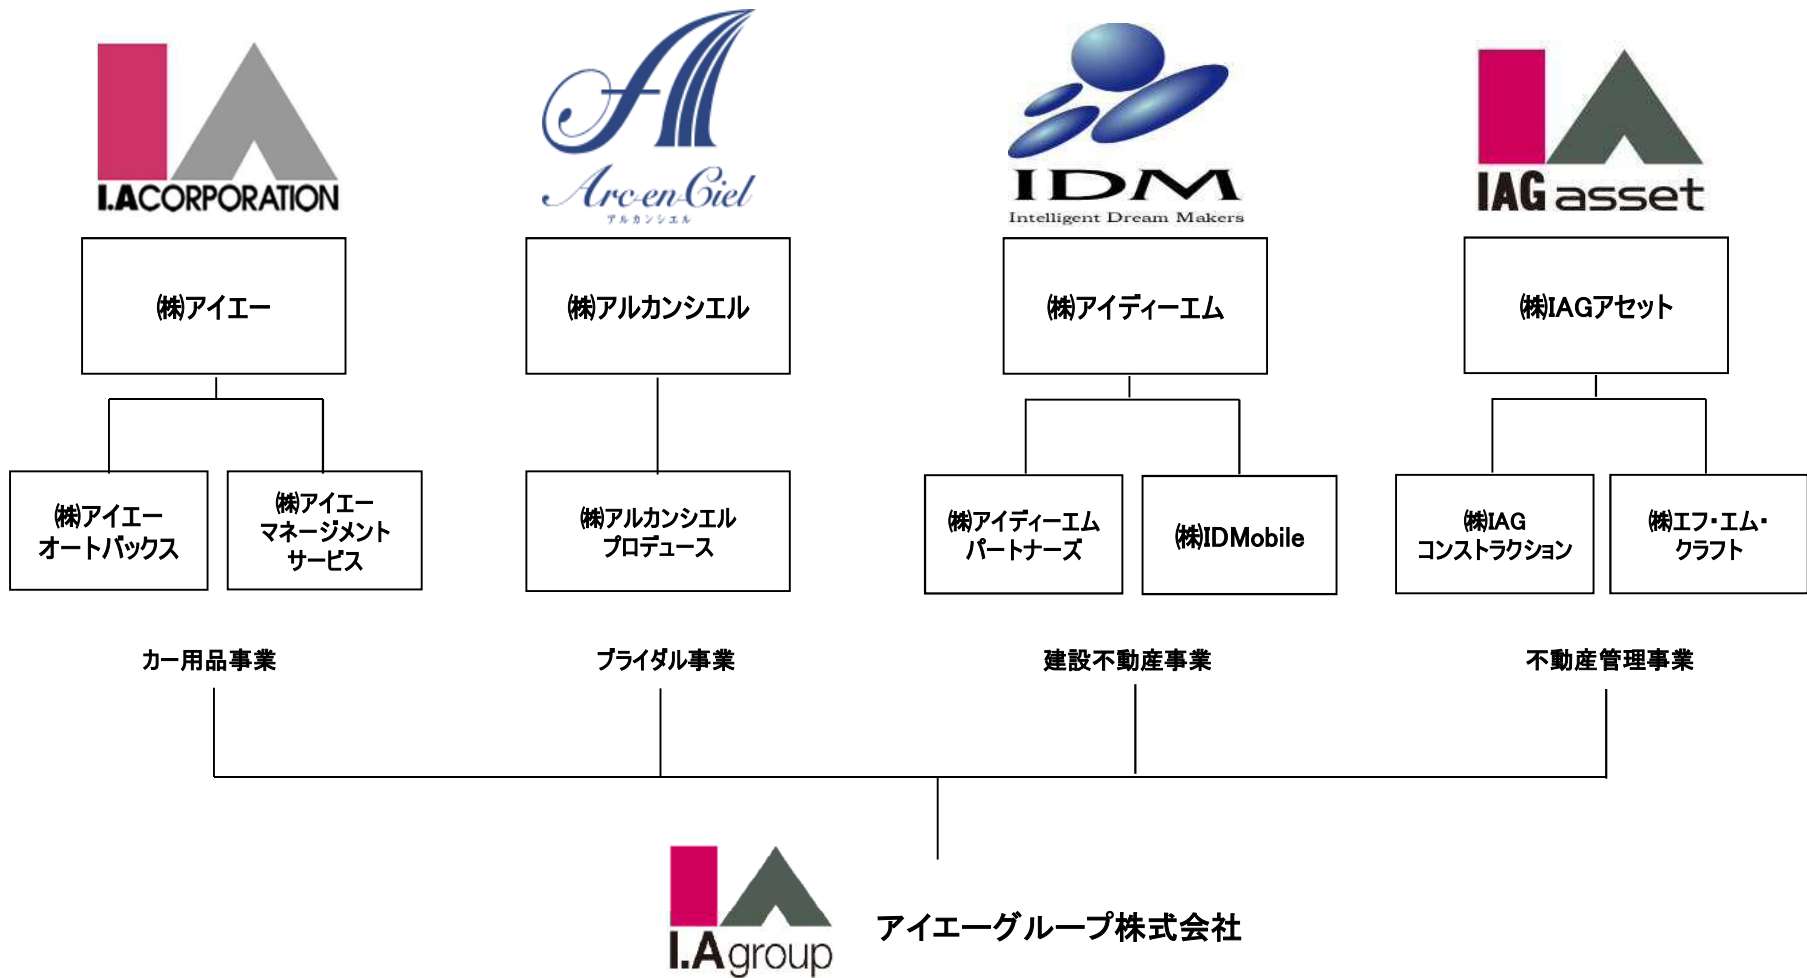 I.A CORPORATION
Arc-en-Ciel
アルカンシエル
IDM
Intelligent Dream Makers
IAG asset
㈱アイエー
㈱アルカンシエル
㈱アイディーエム
㈱IAGアセット
㈱アイエー
オートバックス
㈱アイエー
マネージメント
サービス
㈱アルカンシエル
プロデュース
㈱アイディーエム
パートナーズ
㈱IDMobile
㈱IAG
コンストラクション
㈱エフ・エム・
クラフト
カー用品事業
ブライダル事業
建設不動産事業
不動産管理事業
I.A group
アイエーグループ株式会社